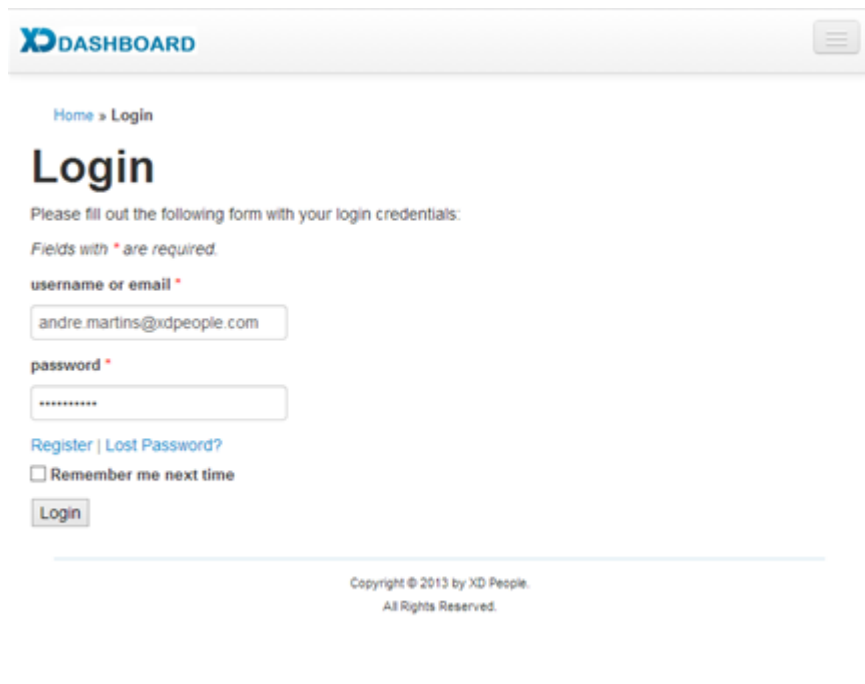 XD DASHBOARD
Home » Login
Login
Please fill out the following form with your login credentials:
Fields with * are required.
username or email *
andre.martins@xdpeople.com
password *
••••••••••
Register | Lost Password?
Remember me next time
Login
Copyright © 2013 by XD People.
All Rights Reserved.